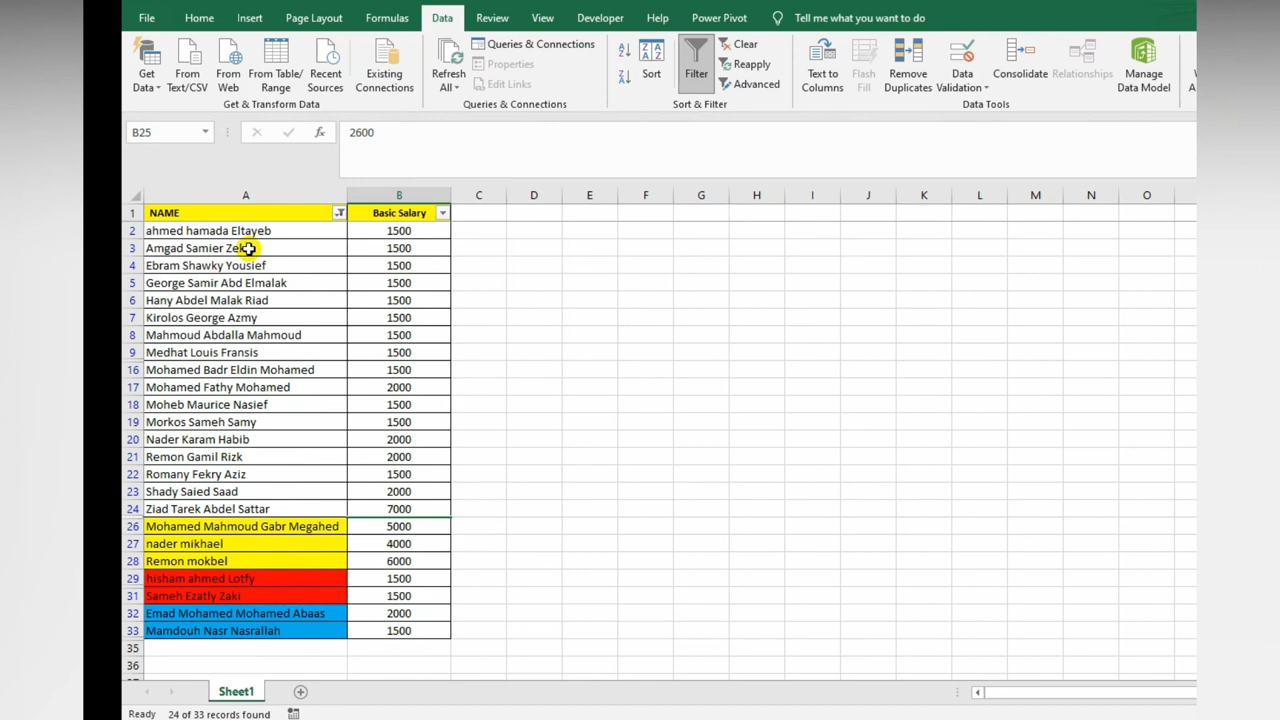 File Home Insert Page Layout Formulas Data Review View Developer Help Power Pivot Tell me what you want to do
Get Data
From Text/CSV
From Web
From Table/ Range
Recent Sources
Existing Connections
Refresh All
Queries & Connections
Properties
Edit Links
Sort
Filter
Clear
Reapply
Advanced
Text to Columns
Flash Fill
Remove Duplicates
Data Validation
Consolidate
Relationships
Manage Data Model
Get & Transform Data Queries & Connections Sort & Filter Data Tools
B25 fx 2600
A B C D E F G H I J K L M N O
1 NAME Basic Salary
2 ahmed hamada Eltayeb 1500
3 Amgad Samier 1500
4 Ebram Shawky Yousief 1500
5 George Samir Abd Elmalak 1500
6 Hany Abdel Malak Riad 1500
7 Kirolos George Azmy 1500
8 Mahmoud Abdalla Mahmoud 1500
9 Medhat Louis Fransis 1500
16 Mohamed Badr Eldin Mohamed 1500
17 Mohamed Fathy Mohamed 2000
18 Moheb Maurice Nasief 1500
19 Morkos Sameh Samy 1500
20 Nader Karam Habib 2000
21 Remon Gamil Rizk 2000
22 Romany Fekry Aziz 1500
23 Shady Saied Saad 2000
24 Ziad Tarek Abdel Sattar 7000
26 Mohamed Mahmoud Gabr Megahed 5000
27 nader mikhael 4000
28 Remon mokbel 6000
29 hisham ahmed Lotfy 1500
31 Sameh Ezatly Zaki 1500
32 Emad Mohamed Mohamed Abaas 2000
33 Mamdouh Nasr Nasrallah 1500
35
36
Sheet1
Ready 24 of 33 records found